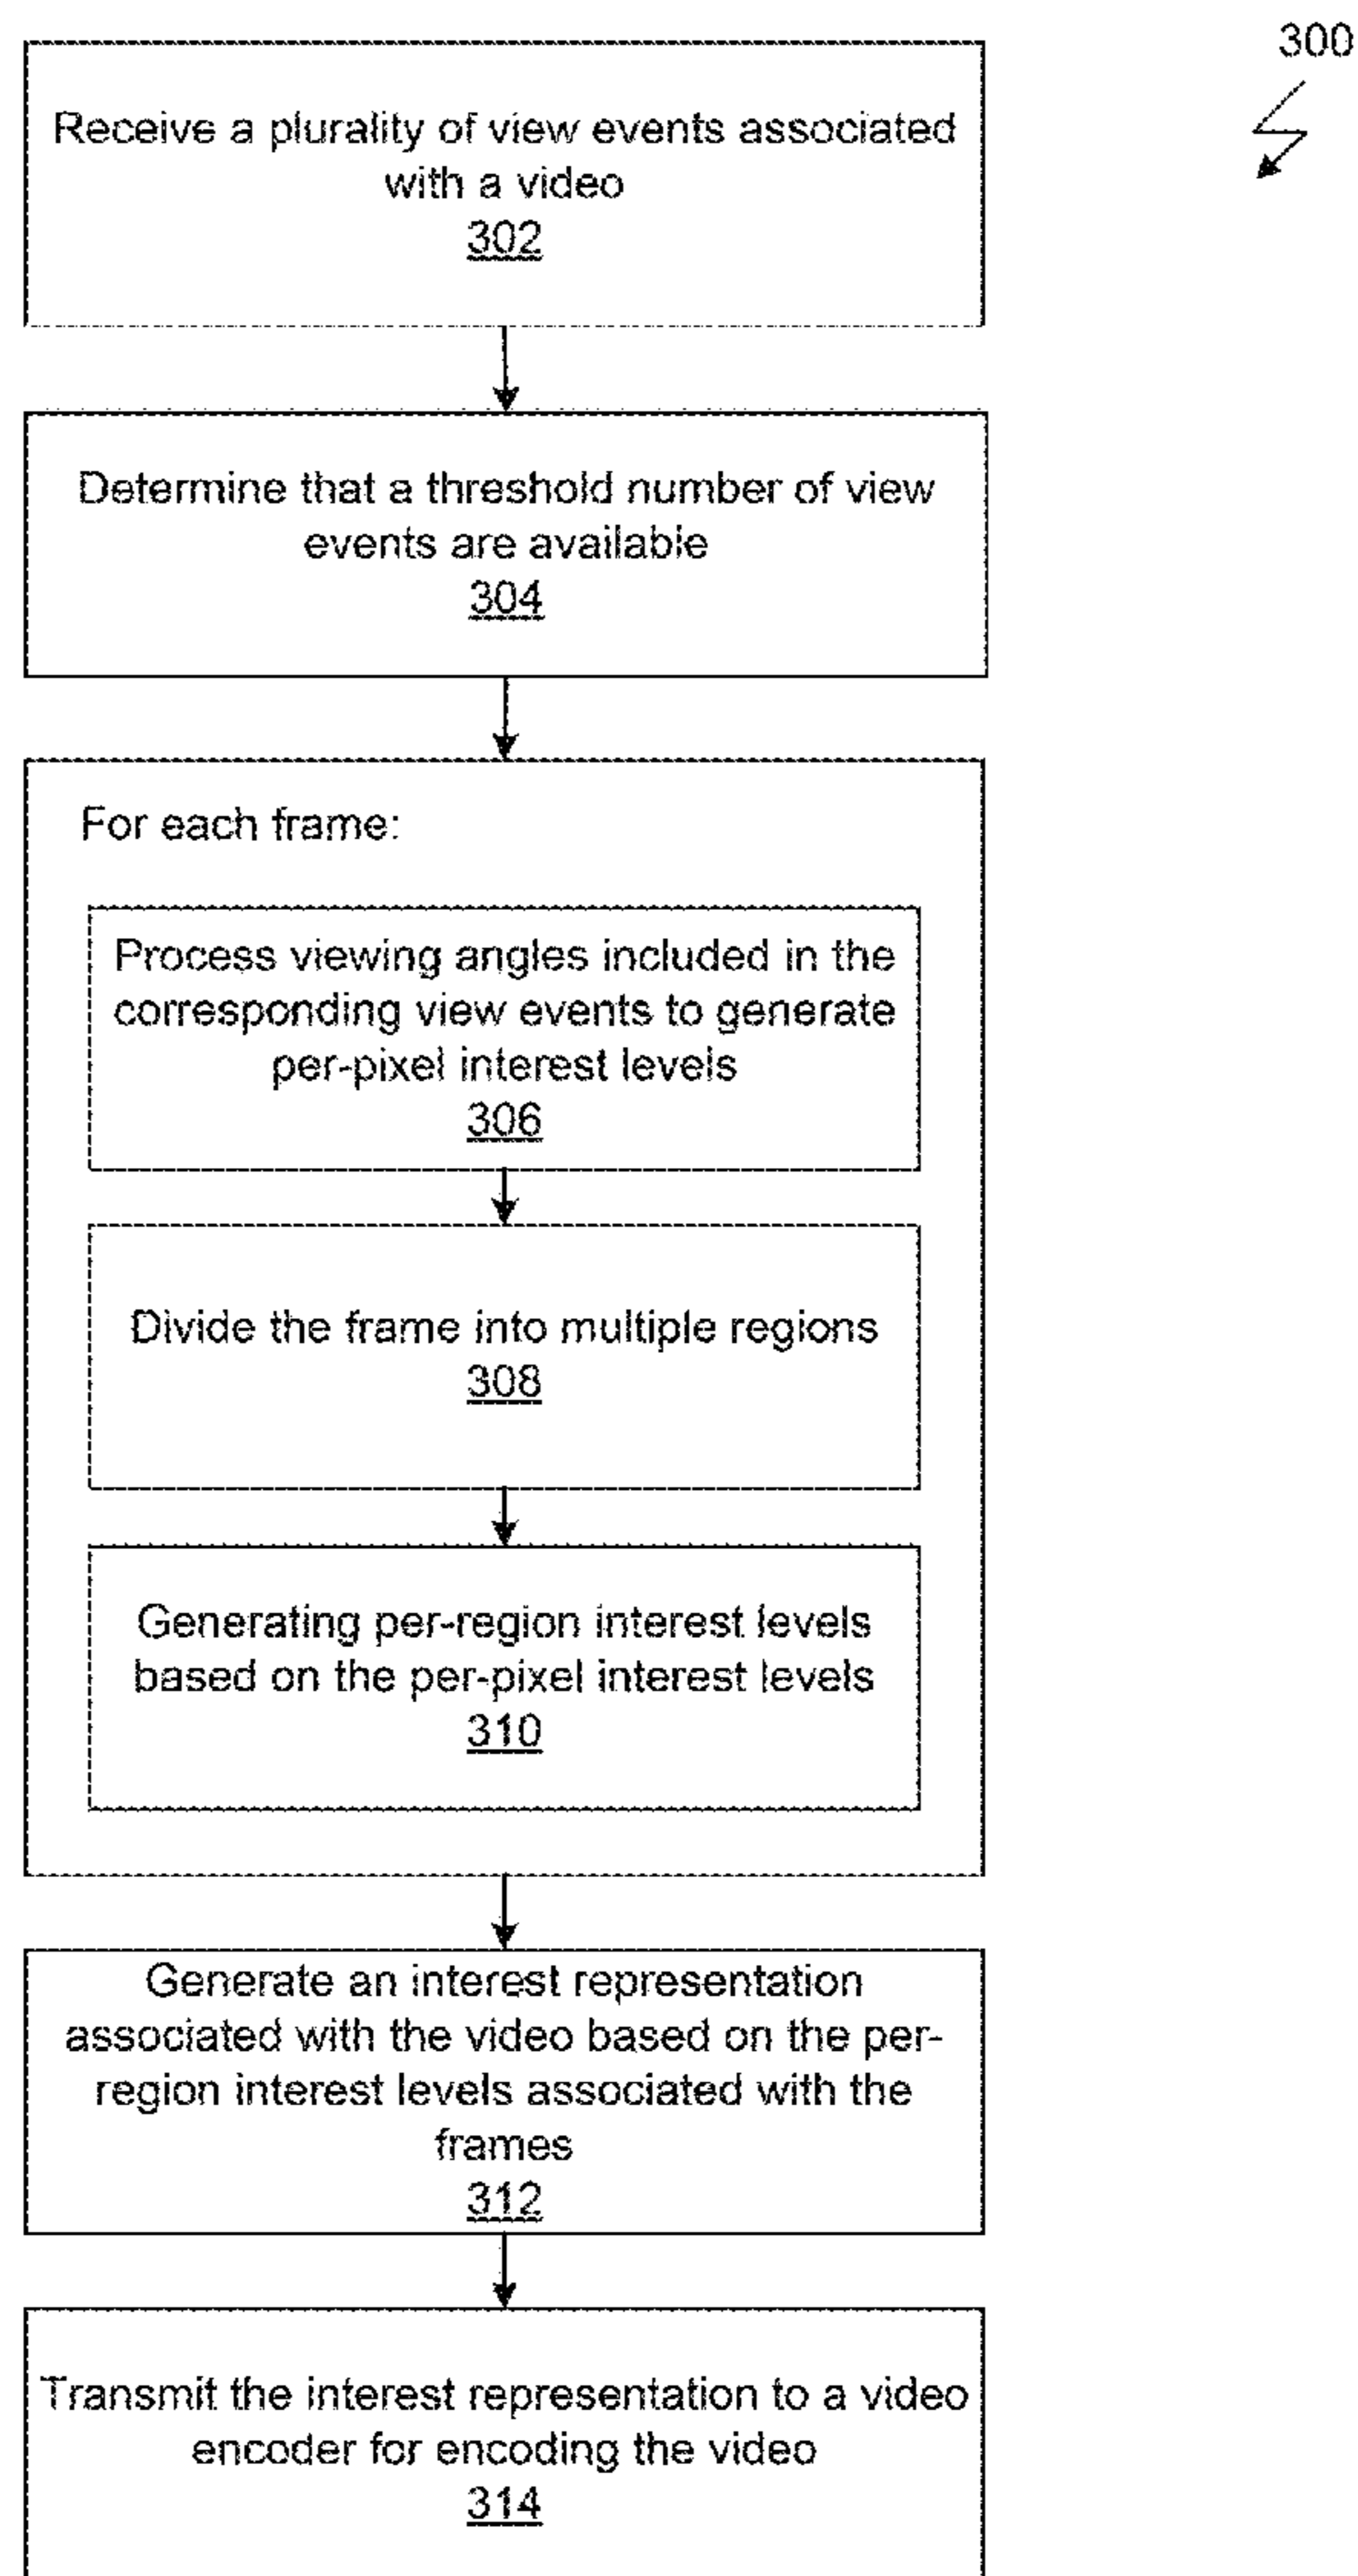 300
Receive a plurality of view events associated
with a video
302
Determine that a threshold number of view
events are available
304
For each frame:
Process viewing angles included in the
corresponding view events to generate
per-pixel interest levels
306
Divide the frame into multiple regions
308
Generating per-region interest levels
based on the per-pixel interest levels
310
Generate an interest representation
associated with the video based on the per-
region interest levels associated with the
frames
312
Transmit the interest representation to a video
encoder for encoding the video
314